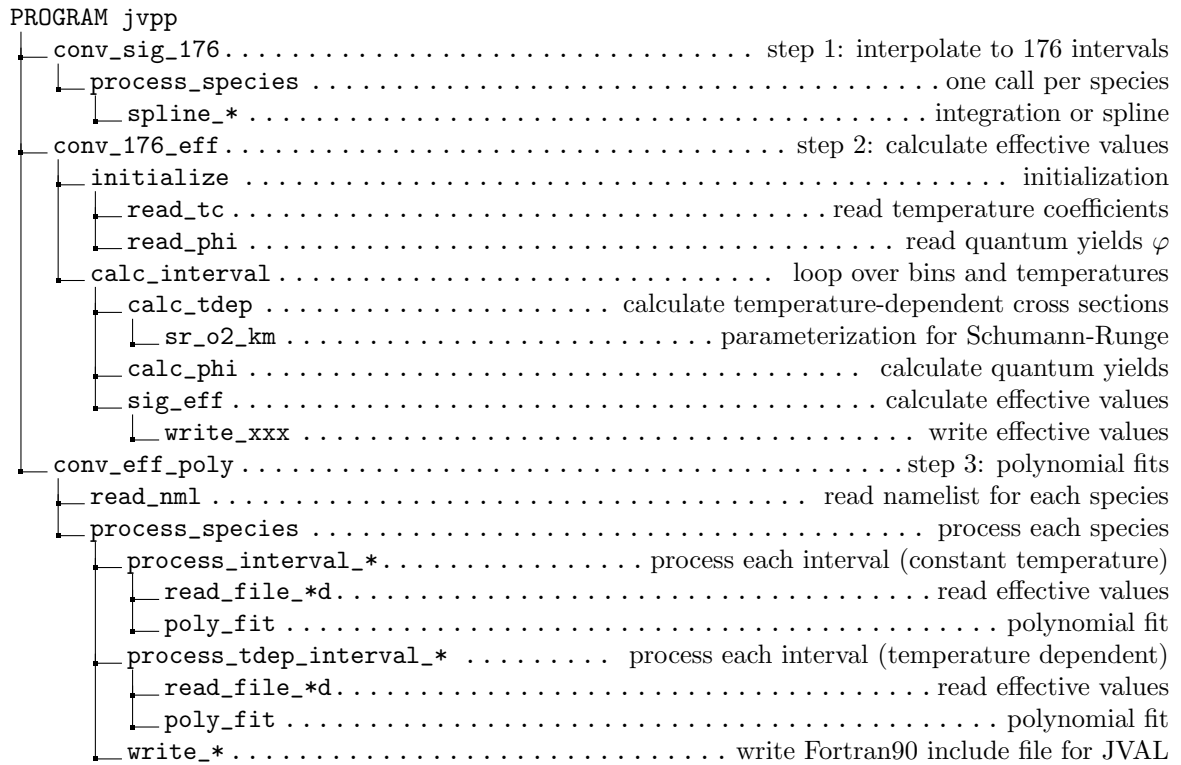 PROGRAM jvpp
conv_sig_176 step 1: interpolate to 176 intervals
process_species one call per species
spline_* integration or spline
conv_176_eff step 2: calculate effective values
initialize initialization
read_tc read temperature coefficients
read_phi read quantum yields φ
calc_interval loop over bins and temperatures
calc_tdep calculate temperature-dependent cross sections
sr_o2_km parameterization for Schumann-Runge
calc_phi calculate quantum yields
sig_eff calculate effective values
write_xxx write effective values
conv_eff_poly step 3: polynomial fits
read_nml read namelist for each species
process_species process each species
process_interval_* process each interval (constant temperature)
read_file_*d read effective values
poly_fit polynomial fit
process_tdep_interval_* process each interval (temperature dependent)
read_file_*d read effective values
poly_fit polynomial fit
write_* write Fortran90 include file for JVAL